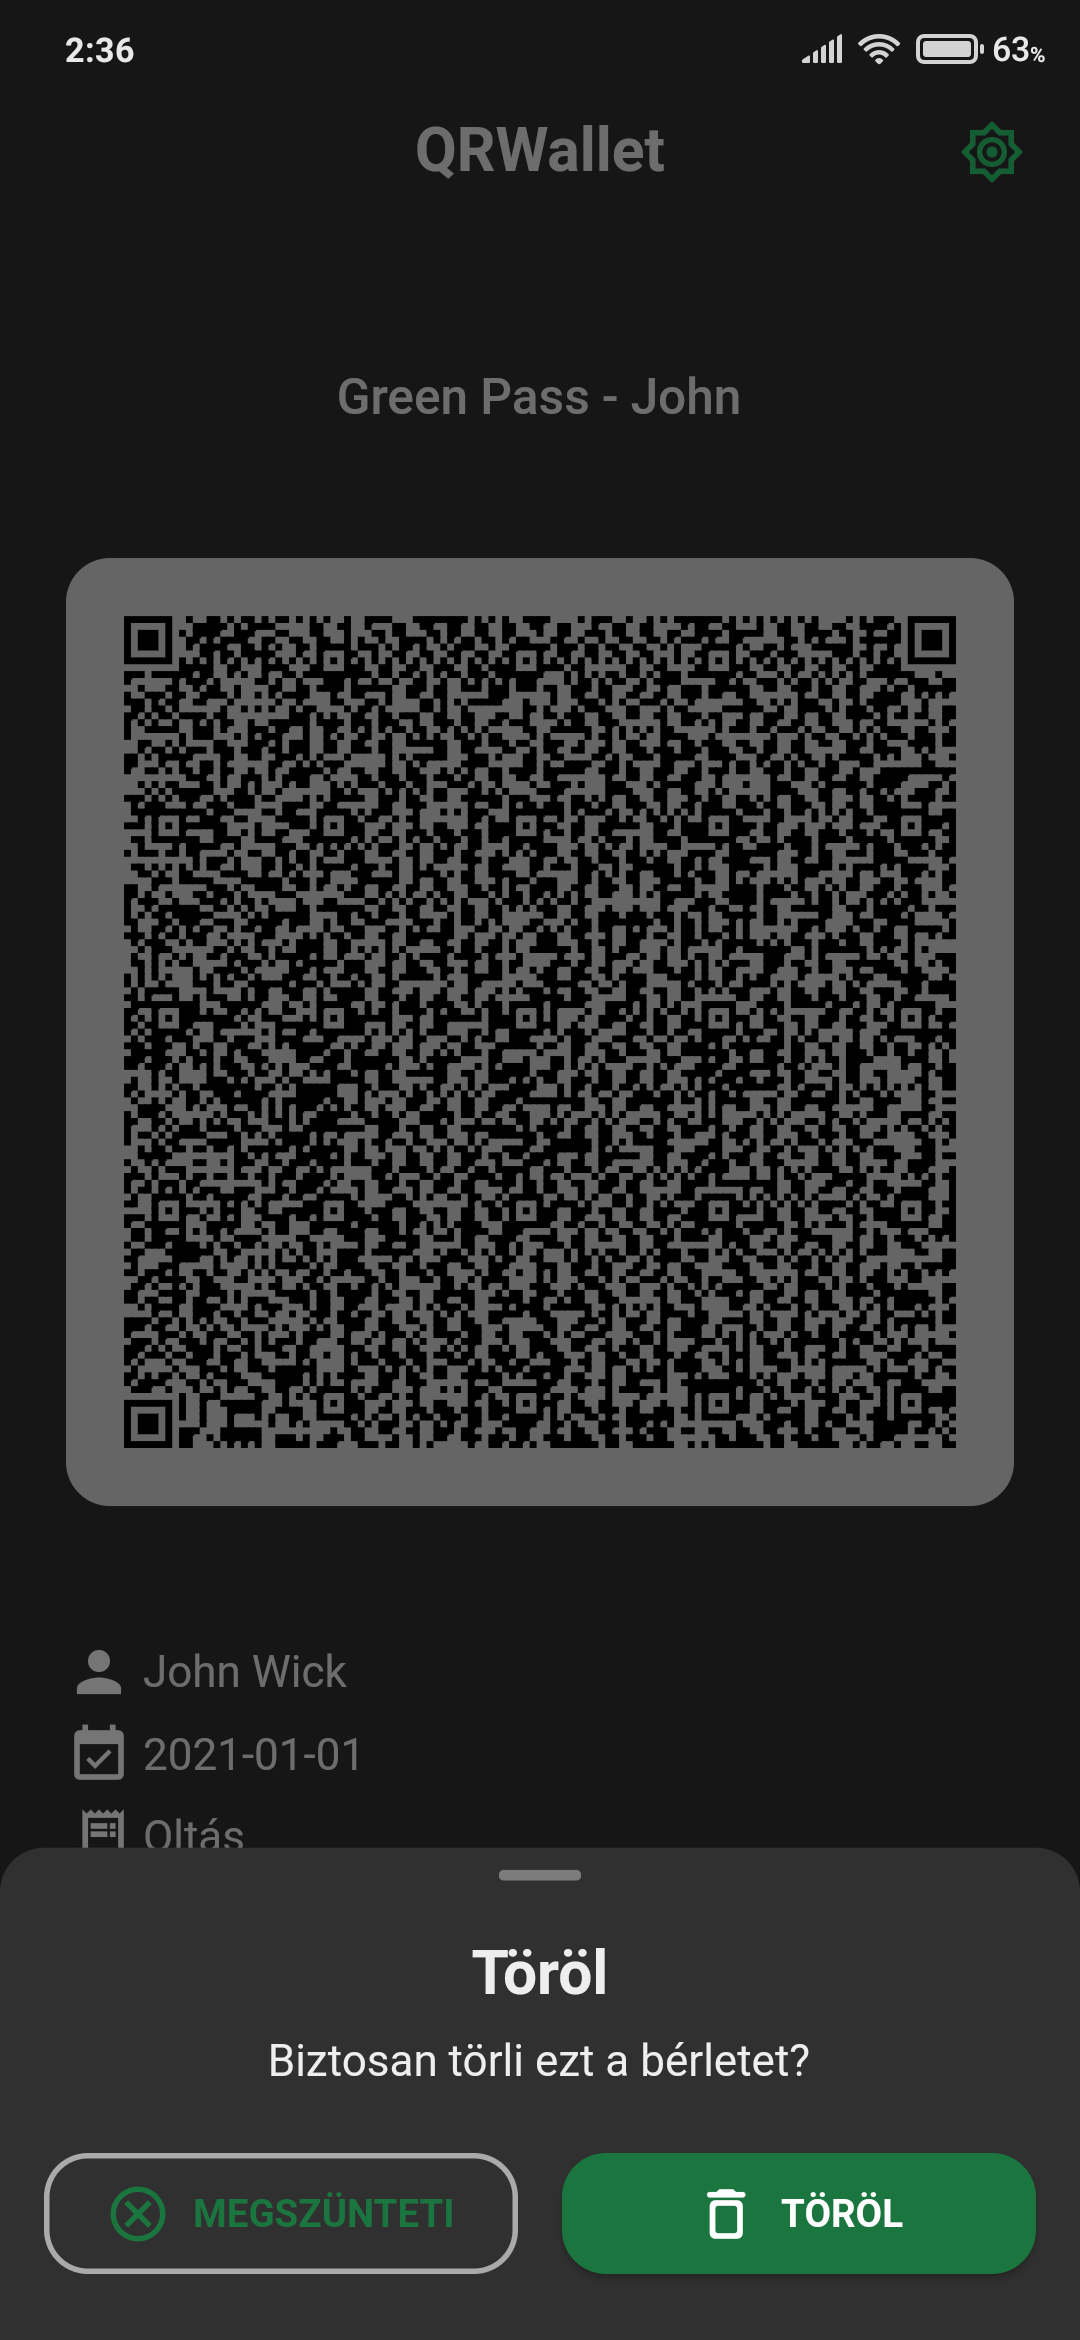 2:36
63%
QRWallet
Green Pass - John
John Wick
2021-01-01
Oltás
Töröl
Biztosan törli ezt a bérletet?
MEGSZÜNTETI
TÖRÖL